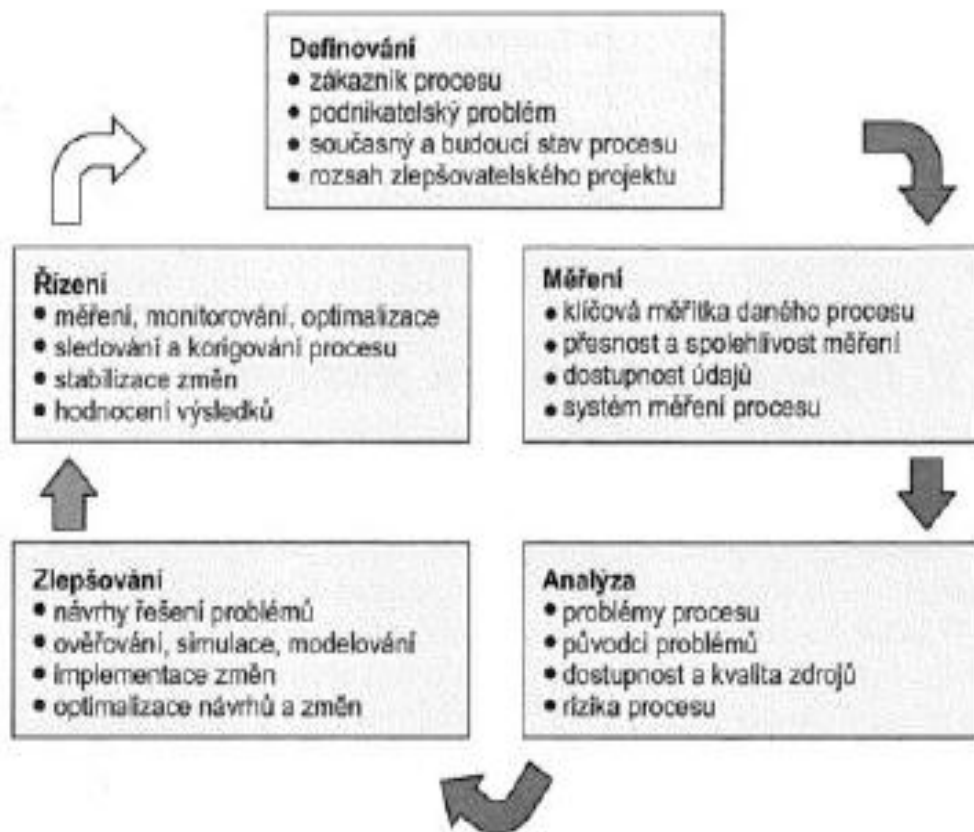 Definování
• zákazník procesu
• podnikatelský problém
• současný a budoucí stav procesu
• rozsah zlepšovatelského projektu
Měření
• klíčová měřítka daného procesu
• přesnost a spolehlivost měření
• dostupnost údajů
• systém měření procesu
Analýza
• problémy procesu
• původci problémů
• dostupnost a kvalita zdrojů
• rizika procesu
Zlepšování
• návrhy řešení problémů
• ověřování, simulace, modelování
• implementace změn
• optimalizace návrhů a změn
Řízení
• měření, monitorování, optimalizace
• sledování a korigování procesu
• stabilizace změn
• hodnocení výsledků